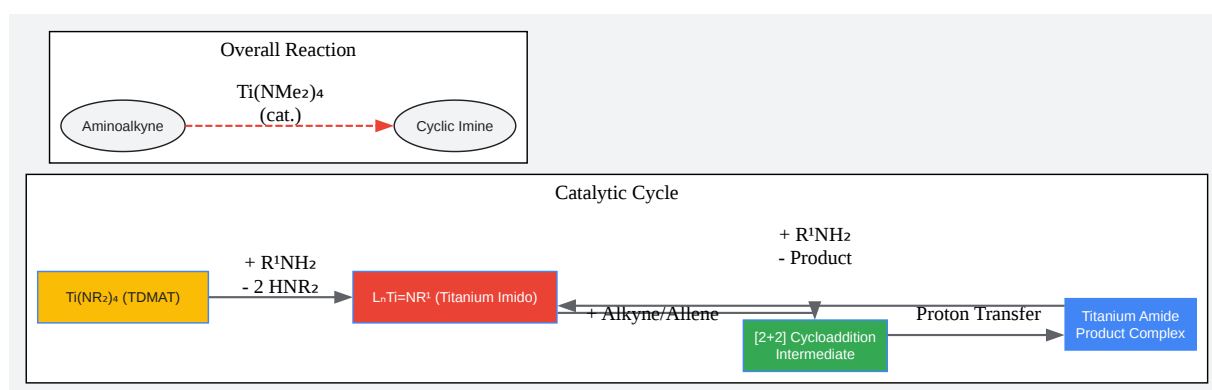 Overall Reaction
Ti(NMe₂)₄
(cat.)
Aminoalkyne
Cyclic Imine
Catalytic Cycle
+ R¹NH₂
- Product
+ R¹NH₂
- 2 HNR₂
Ti(NR₂)₄ (TDMAT)
LₙTi=NR¹ (Titanium Imido)
+ Alkyne/Allene
[2+2] Cycloaddition
Intermediate
Proton Transfer
Titanium Amide
Product Complex